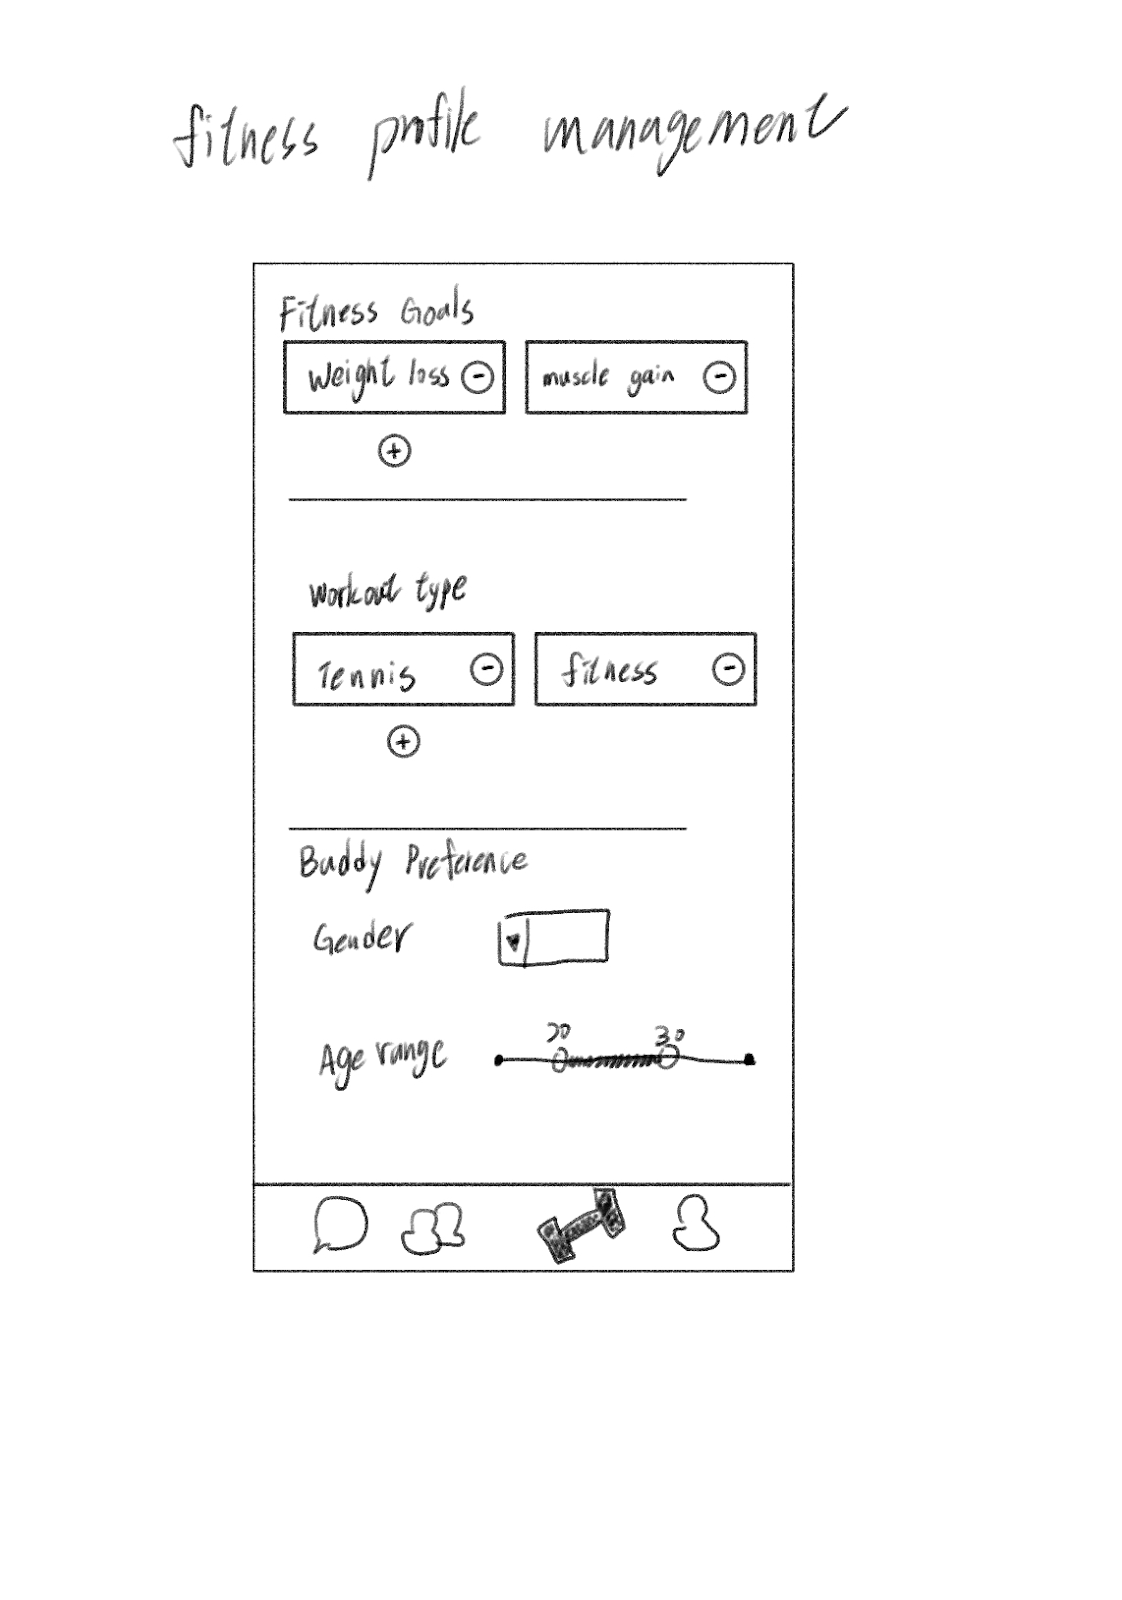 fitness profile management
Fitness Goals
Weight loss -
muscle gain -
+
Workout type
Tennis -
fitness -
+
Buddy Preference
Gender
20 30
Age range